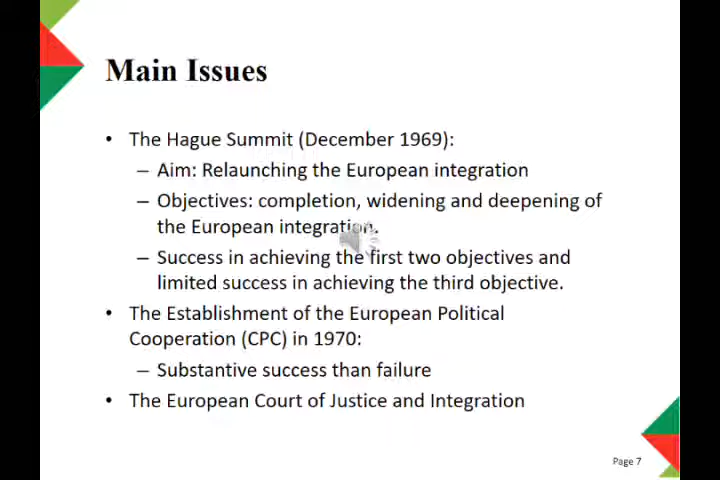 Main Issues
• The Hague Summit (December 1969):
– Aim: Relaunching the European integration
– Objectives: completion, widening and deepening of
the European integration.
– Success in achieving the first two objectives and
limited success in achieving the third objective.
• The Establishment of the European Political
Cooperation (CPC) in 1970:
– Substantive success than failure
• The European Court of Justice and Integration
Page 7